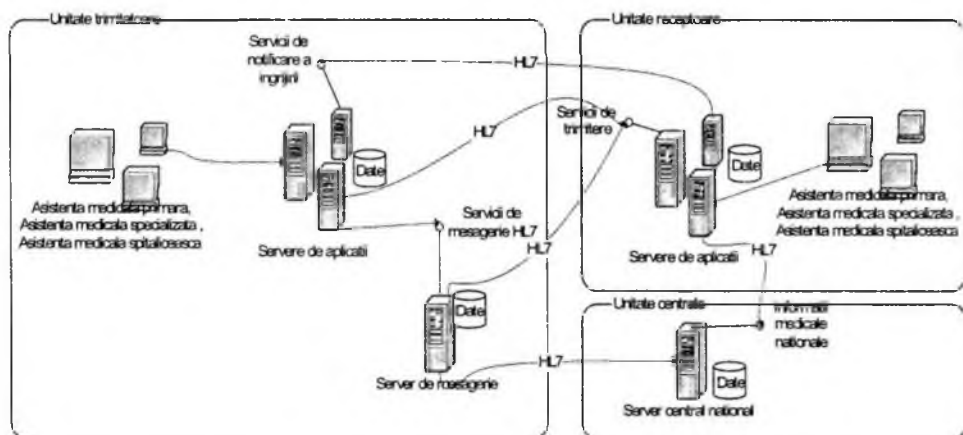 Unitate trimitatoare
Servicii de
notificare a
ingrijirii
HL7
HL7
Date
Asistenta medicala primara,
Asistenta medicala specializata ,
Asistenta medicala spitaliceasca
Servere de aplicatii
Servicii de
mesagerie HL7
HL7
Date
Server de mesagerie
HL7
Unitate receptoare
Servicii de
trimitere
Date
Asistenta medicala primara,
Asistenta medicala specializata ,
Asistenta medicala spitaliceasca
Servere de aplicatii
HL7
Unitate centrala
Informatii
medicale
nationale
Date
Server central national